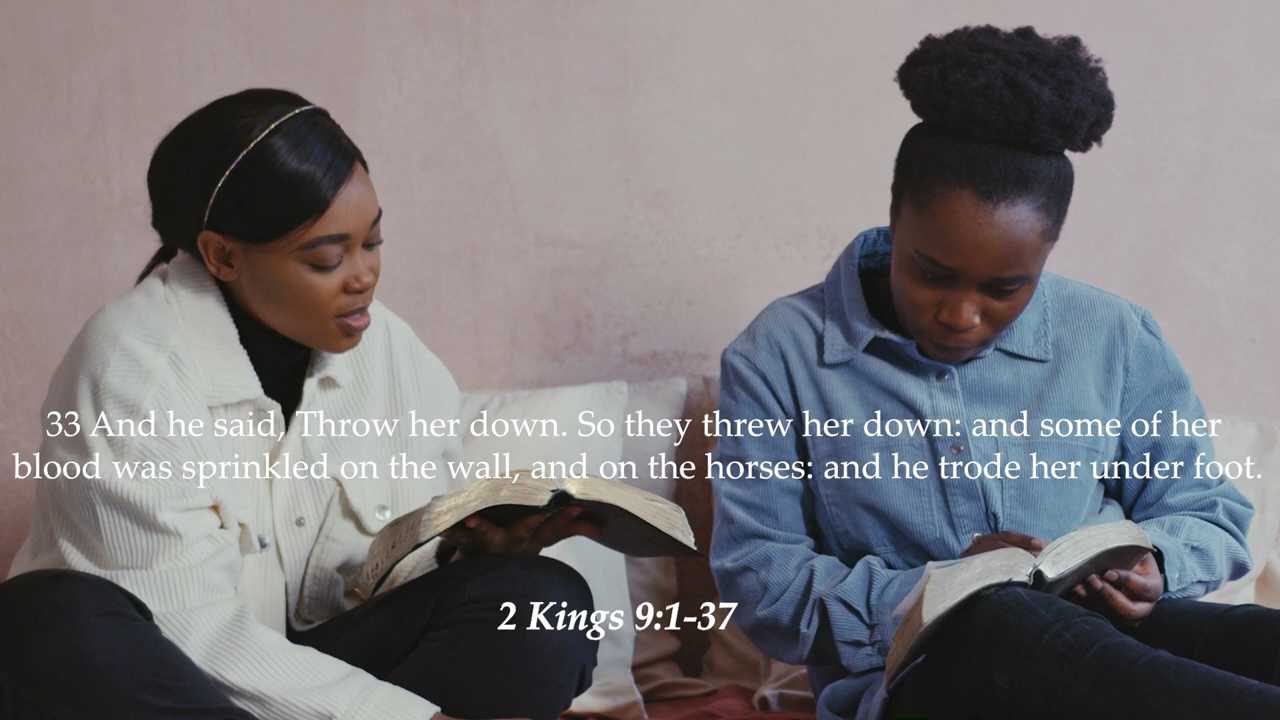 33 And he said, Throw her down. So they threw her down: and some of her
blood was sprinkled on the wall, and on the horses: and he trode her under foot.
2 Kings 9:1-37